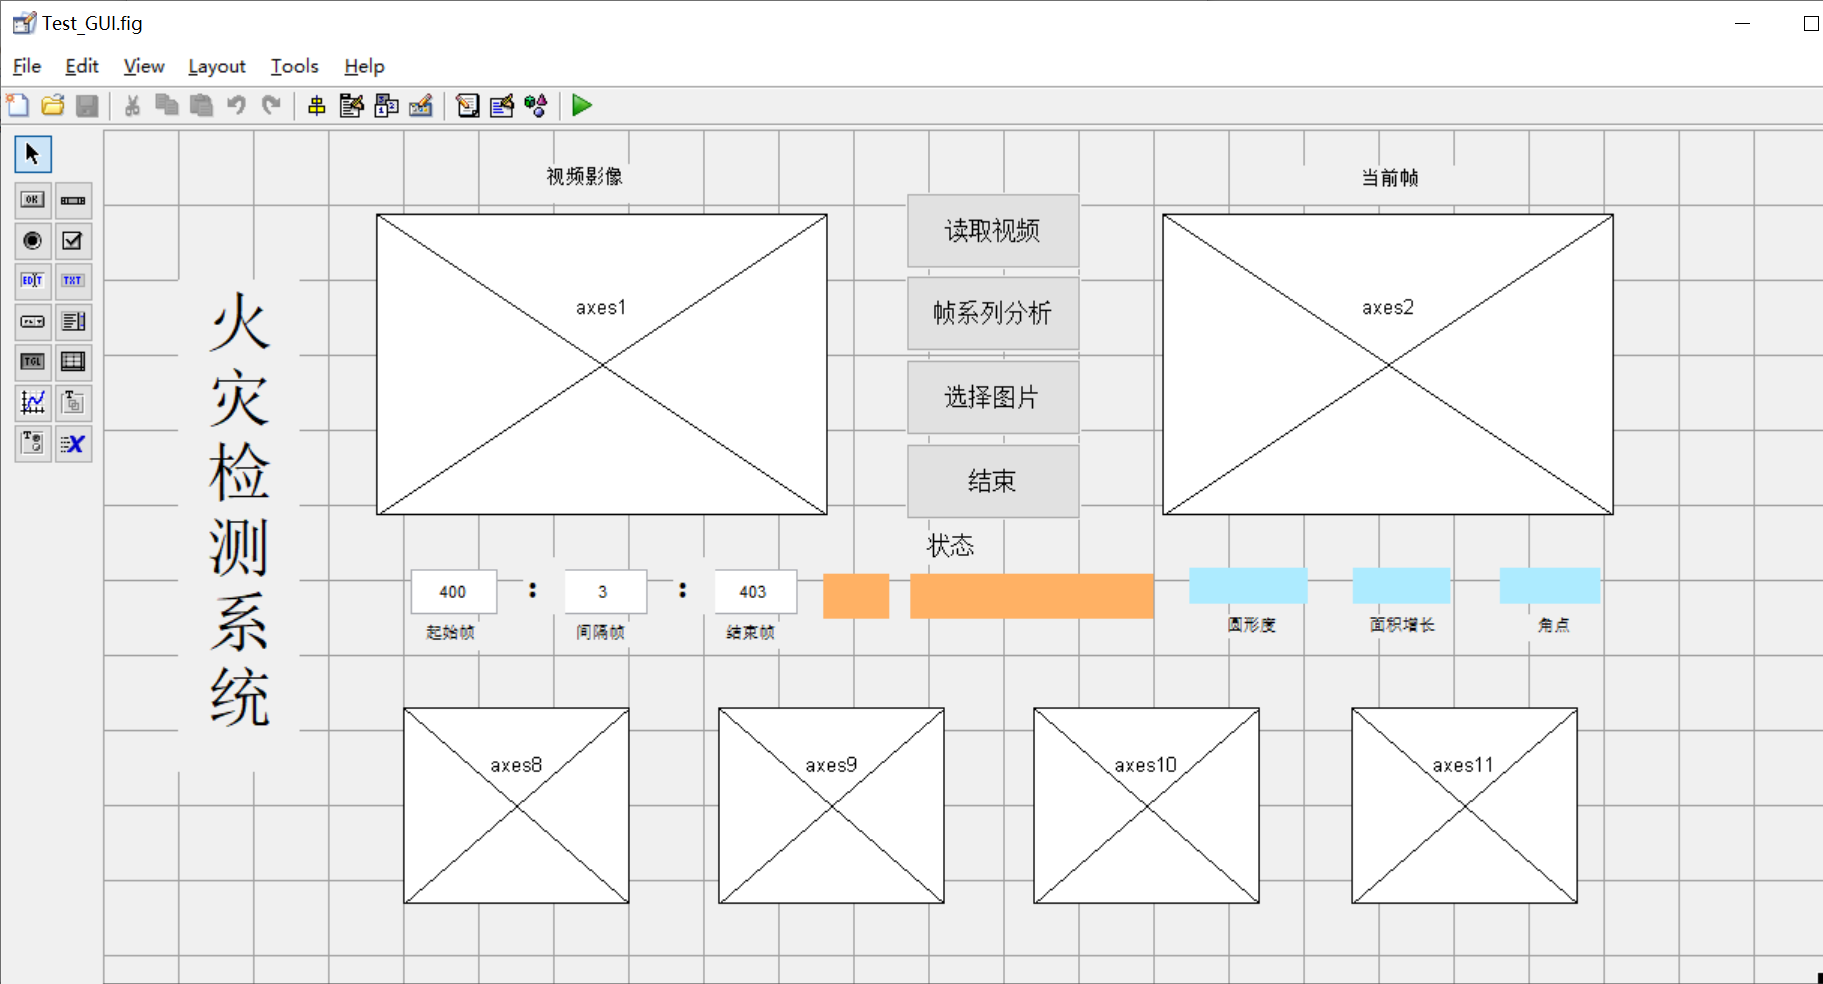 Test_GUI.fig
File Edit View Layout Tools Help
OK
EDIT TXT
TGL
T
T
X
火灾检测系统
视频影像
axes1
读取视频
帧系列分析
选择图片
结束
状态
当前帧
axes2
400 : 3 : 403
起始帧 间隔帧 结束帧
圆形度 面积增长 角点
axes8 axes9 axes10 axes11